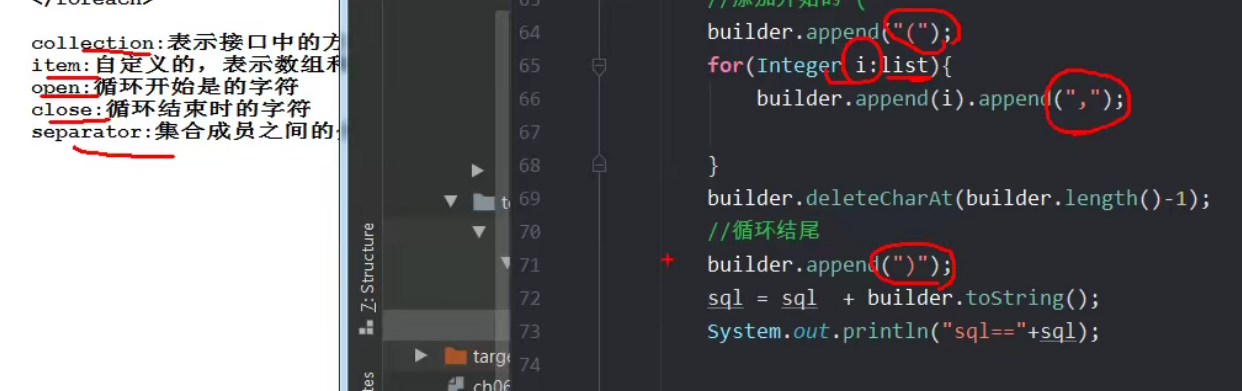 </foreach>
collection:表示接口中的方
item:自定义的，表示数组和
open:循环开始是的字符
close:循环结束时的字符
separator:集合成员之间的
7: Structure
targe
ch06
63
//添加开始的 (
64
builder.append("(");
65
for(Integer i:list){
66
builder.append(i).append(",");
67
68
}
69
builder.deleteCharAt(builder.length()-1);
70
//循环结尾
71
builder.append(")");
72
sql = sql + builder.toString();
73
System.out.println("sql=="+sql);
74